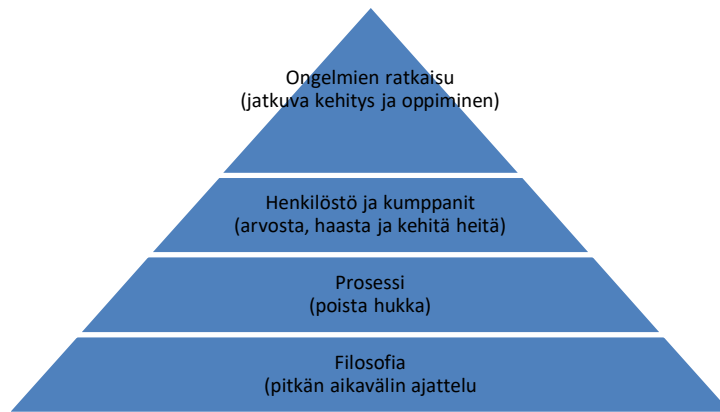 Ongelmien ratkaisu
(jatkuva kehitys ja oppiminen)
Henkilöstö ja kumppanit
(arvosta, haasta ja kehitä heitä)
Prosessi
(poista hukka)
Filosofia
(pitkän aikavälin ajattelu